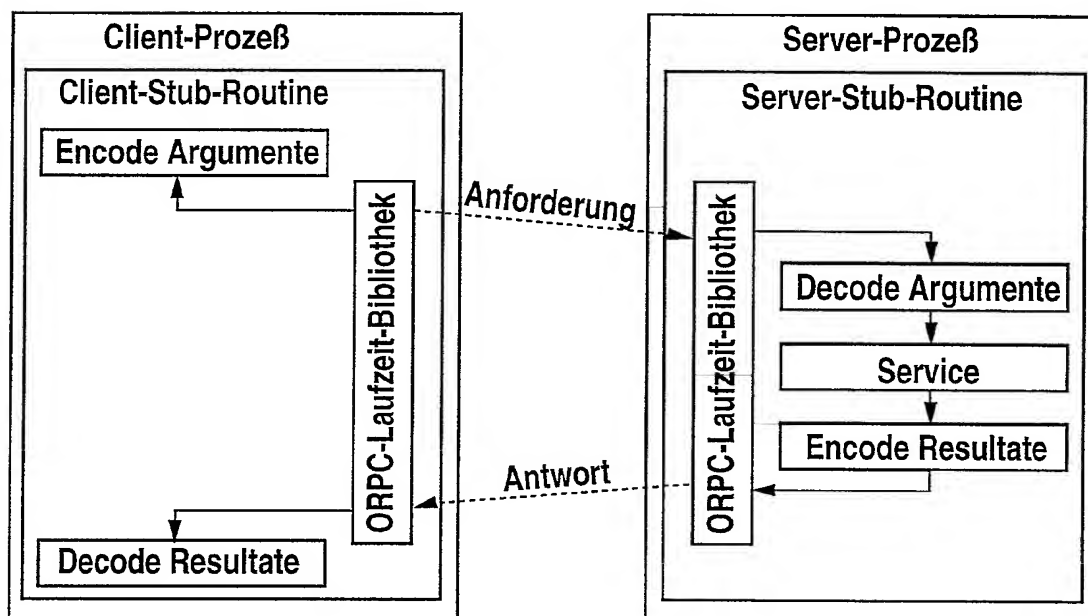 Client-Prozeß
Client-Stub-Routine
Encode Argumente
ORPC-Laufzeit-Bibliothek
Decode Resultate
Anforderung
Antwort
Server-Prozeß
Server-Stub-Routine
ORPC-Laufzeit-Bibliothek
Decode Argumente
Service
Encode Resultate